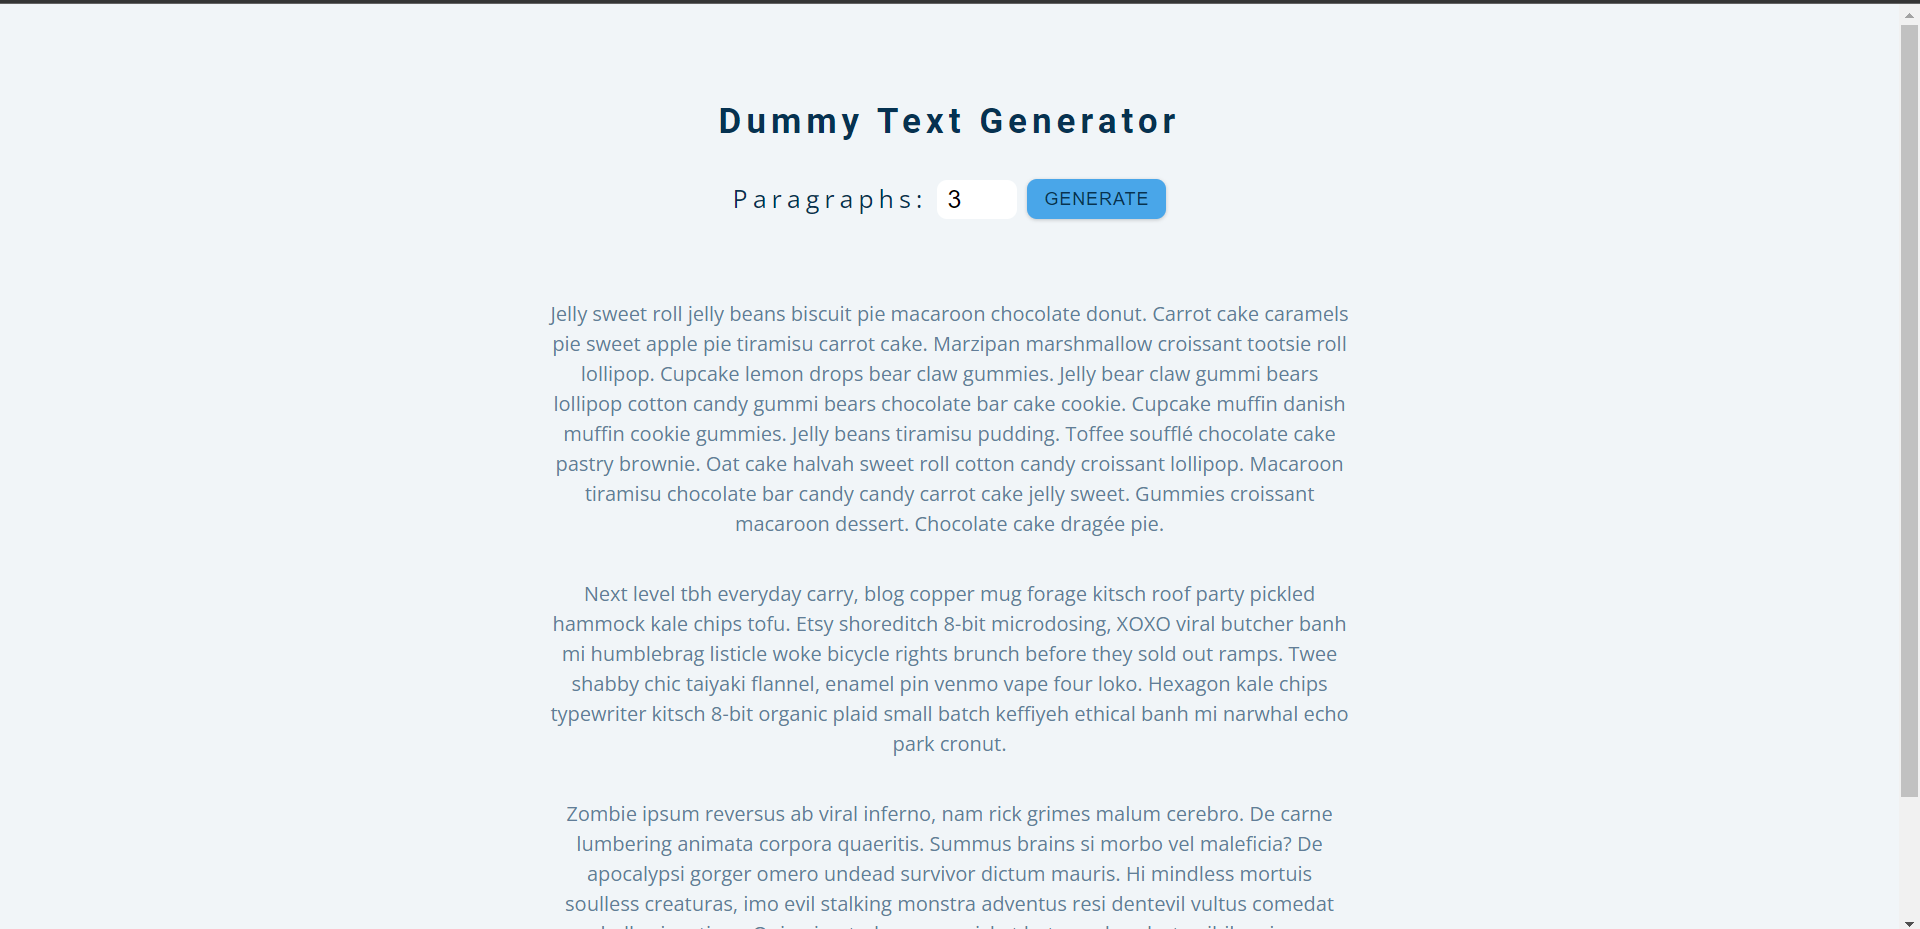 Dummy Text Generator
Paragraphs: 3 GENERATE
Jelly sweet roll jelly beans biscuit pie macaroon chocolate donut. Carrot cake caramels
pie sweet apple pie tiramisu carrot cake. Marzipan marshmallow croissant tootsie roll
lollipop. Cupcake lemon drops bear claw gummies. Jelly bear claw gummi bears
lollipop cotton candy gummi bears chocolate bar cake cookie. Cupcake muffin danish
muffin cookie gummies. Jelly beans tiramisu pudding. Toffee soufflé chocolate cake
pastry brownie. Oat cake halvah sweet roll cotton candy croissant lollipop. Macaroon
tiramisu chocolate bar candy candy carrot cake jelly sweet. Gummies croissant
macaroon dessert. Chocolate cake dragée pie.
Next level tbh everyday carry, blog copper mug forage kitsch roof party pickled
hammock kale chips tofu. Etsy shoreditch 8-bit microdosing, XOXO viral butcher banh
mi humblebrag listicle woke bicycle rights brunch before they sold out ramps. Twee
shabby chic taiyaki flannel, enamel pin venmo vape four loko. Hexagon kale chips
typewriter kitsch 8-bit organic plaid small batch keffiyeh ethical banh mi narwhal echo
park cronut.
Zombie ipsum reversus ab viral inferno, nam rick grimes malum cerebro. De carne
lumbering animata corpora quaeritis. Summus brains si morbo vel maleficia? De
apocalypsi gorger omero undead survivor dictum mauris. Hi mindless mortuis
soulless creaturas, imo evil stalking monstra adventus resi dentevil vultus comedat